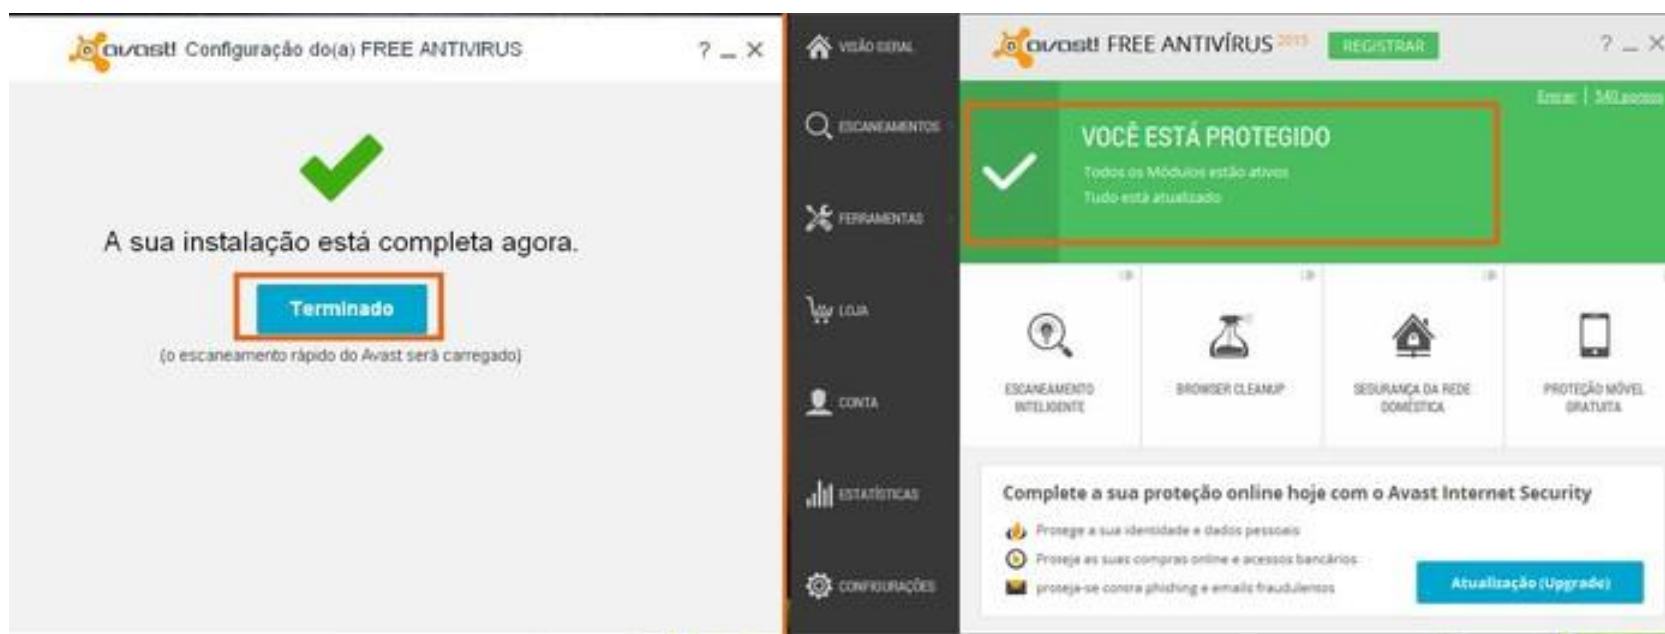 avast! Configuração do(a) FREE ANTIVIRUS
? _ X
A sua instalação está completa agora.
Terminado
(o escaneamento rápido do Avast será carregado)
VISÃO GERAL
ESCANEAMENTOS
FERRAMENTAS
LOJA
CONTA
ESTATÍSTICAS
CONFIGURAÇÕES
avast! FREE ANTIVÍRUS 2015
REGISTRAR
? _ X
Entrar | 340 pontos
VOCÊ ESTÁ PROTEGIDO
Todos os Módulos estão ativos
Tudo está atualizado
ESCANEAMENTO
INTELIGENTE
BROWSER CLEANUP
SEGURANÇA DA REDE
DOMÉSTICA
PROTEÇÃO MÓVEL
GRATUITA
Complete a sua proteção online hoje com o Avast Internet Security
Protege a sua identidade e dados pessoais
Proteja as suas compras online e acessos bancários
proteja-se contra phishing e emails fraudulentos
Atualização (Upgrade)